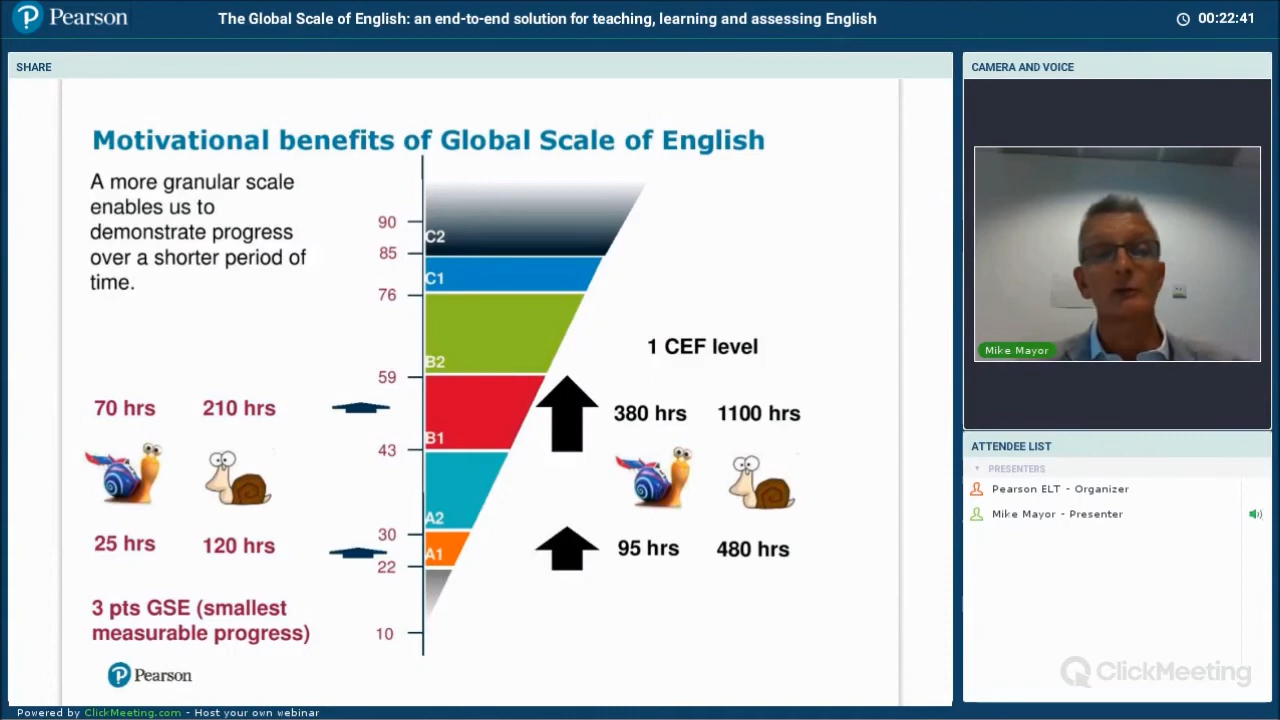 Pearson
The Global Scale of English: an end-to-end solution for teaching, learning and assessing English
00:22:41
SHARE
Motivational benefits of Global Scale of English
A more granular scale
enables us to
demonstrate progress
over a shorter period of
time.
90
C2
85
C1
76
B2
59
B1
43
A2
30
A1
22
10
1 CEF level
70 hrs 210 hrs
380 hrs 1100 hrs
25 hrs 120 hrs
95 hrs 480 hrs
3 pts GSE (smallest
measurable progress)
Pearson
CAMERA AND VOICE
Mike Mayor
ATTENDEE LIST
PRESENTERS
Pearson ELT - Organizer
Mike Mayor - Presenter
ClickMeeting
Powered by ClickMeeting.com - Host your own webinar